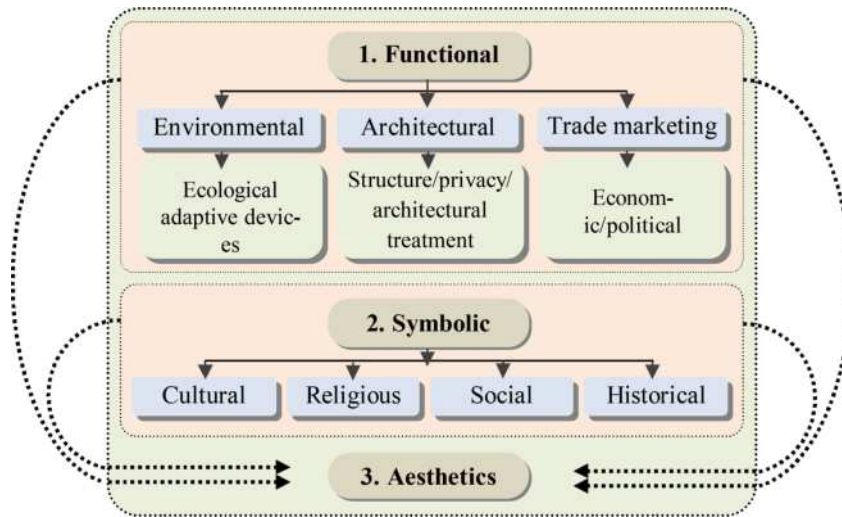 1. Functional
Environmental
Architectural
Trade marketing
Ecological
adaptive devic-
es
Structure/privacy/
architectural
treatment
Econom-
ic/political
2. Symbolic
Cultural
Religious
Social
Historical
3. Aesthetics